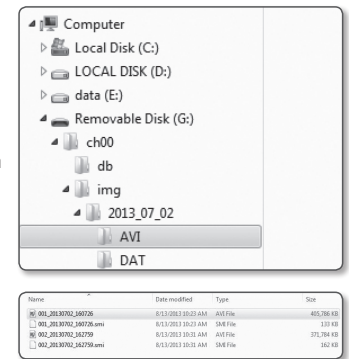 Computer
Local Disk (C:)
LOCAL DISK (D:)
data (E:)
Removable Disk (G:)
ch00
db
img
2013_07_02
AVI
DAT
Name Date modified Type Size
001_20130702_160726 8/13/2013 10:23 AM AVI File 405,786 KB
001_20130702_160726.smi 8/13/2013 10:23 AM SMI File 133 KB
002_20130702_162759 8/13/2013 10:31 AM AVI File 371,784 KB
002_20130702_162759.smi 8/13/2013 10:31 AM SMI File 162 KB